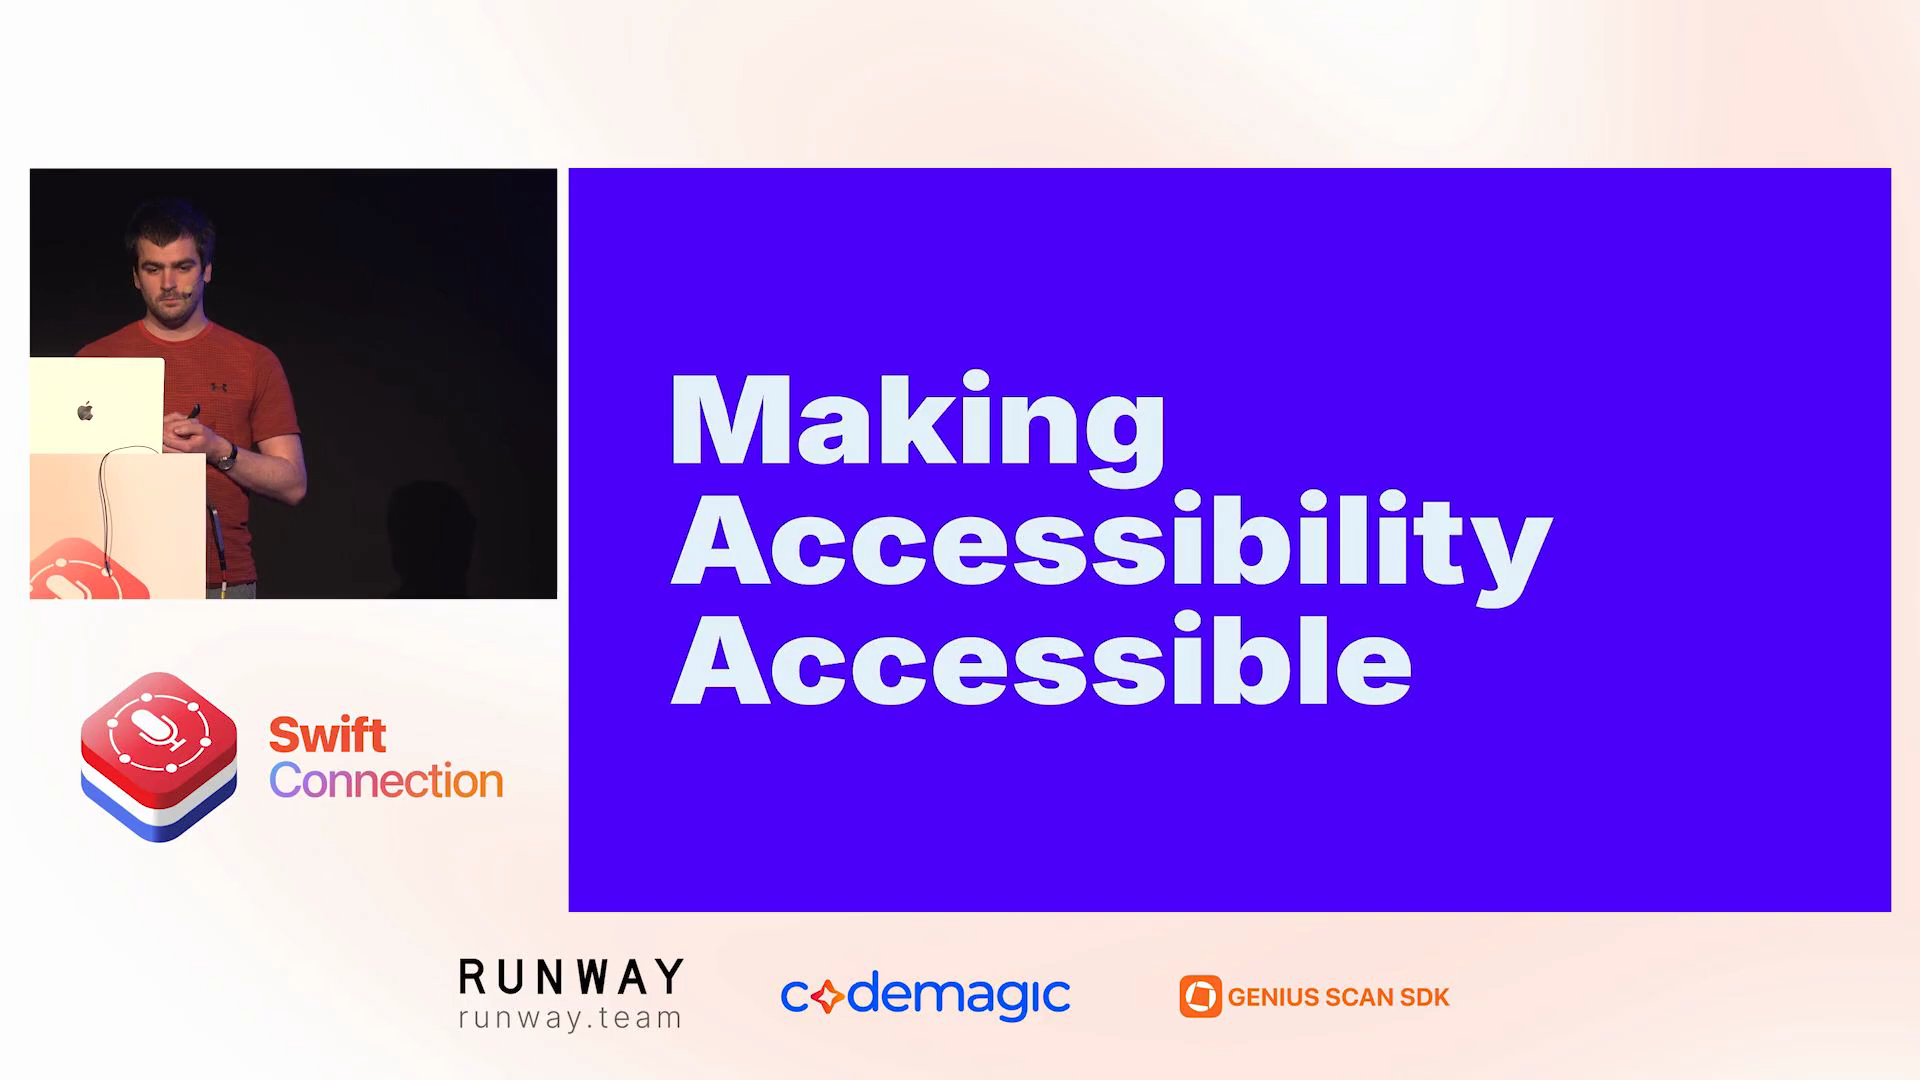 Making
Accessibility
Accessible
Swift
Connection
RUNWAY
runway.team
codemagic
GENIUS SCAN SDK